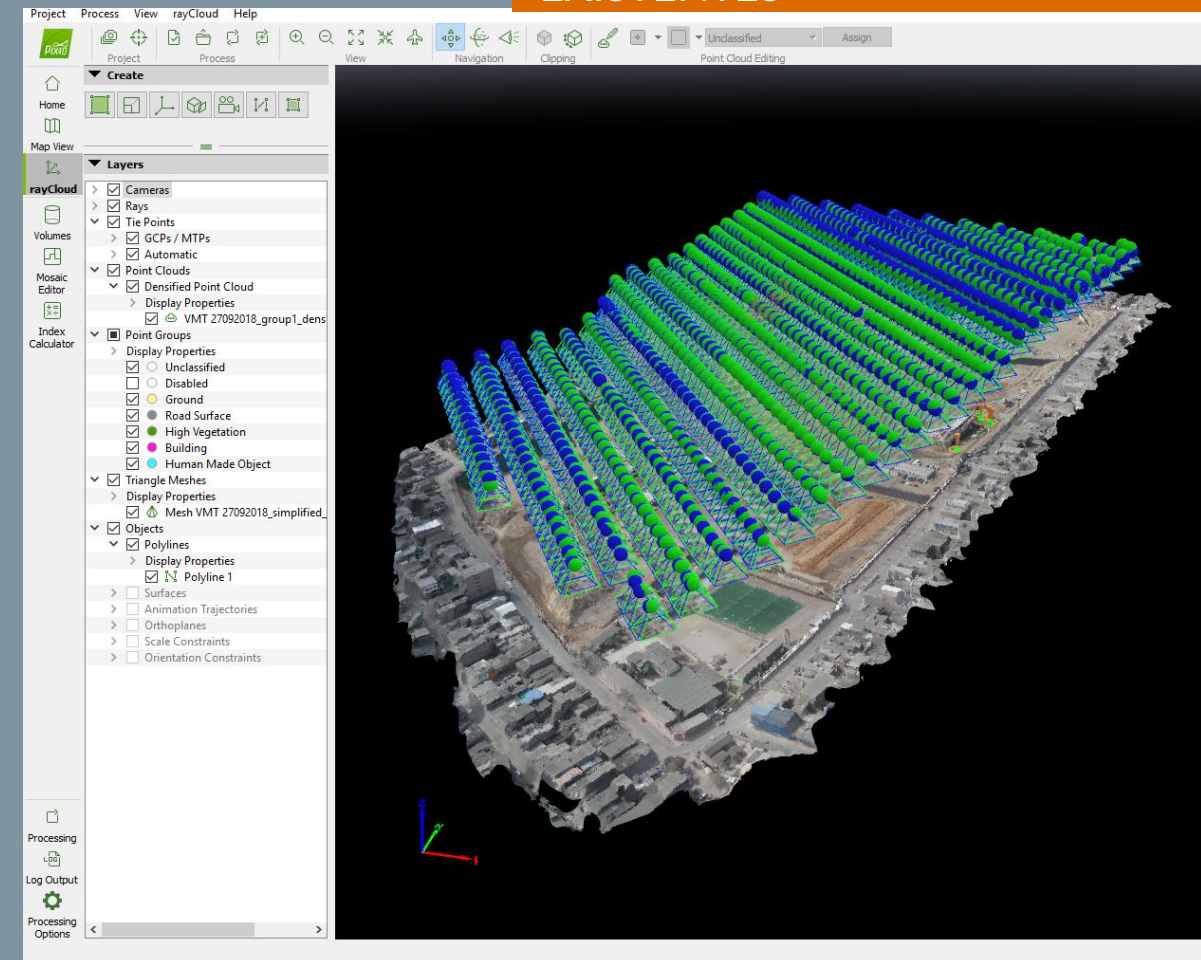 EXISTENTES
Project Process View rayCloud Help
Pix4D
Project Process View Navigation Clipping Point Cloud Editing
Unclassified Assign
Home
Map View
rayCloud
Volumes
Mosaic
Editor
Index
Calculator
Processing
Log Output
Processing
Options
Create
Layers
Cameras
Rays
Tie Points
GCPs / MTPs
Automatic
Point Clouds
Densified Point Cloud
Display Properties
VMT 27092018_group1_dens
Point Groups
Display Properties
Unclassified
Disabled
Ground
Road Surface
High Vegetation
Building
Human Made Object
Triangle Meshes
Display Properties
Mesh VMT 27092018_simplified_
Objects
Polylines
Display Properties
Polyline 1
Surfaces
Animation Trajectories
Orthoplanes
Scale Constraints
Orientation Constraints